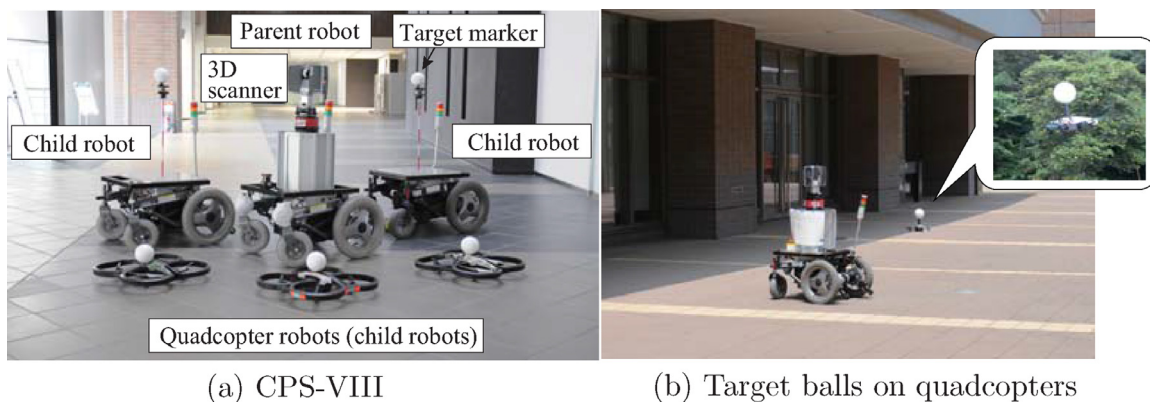 Parent robot
Target marker
3D
scanner
Child robot
Child robot
Quadcopter robots (child robots)
(a) CPS-VIII
(b) Target balls on quadcopters